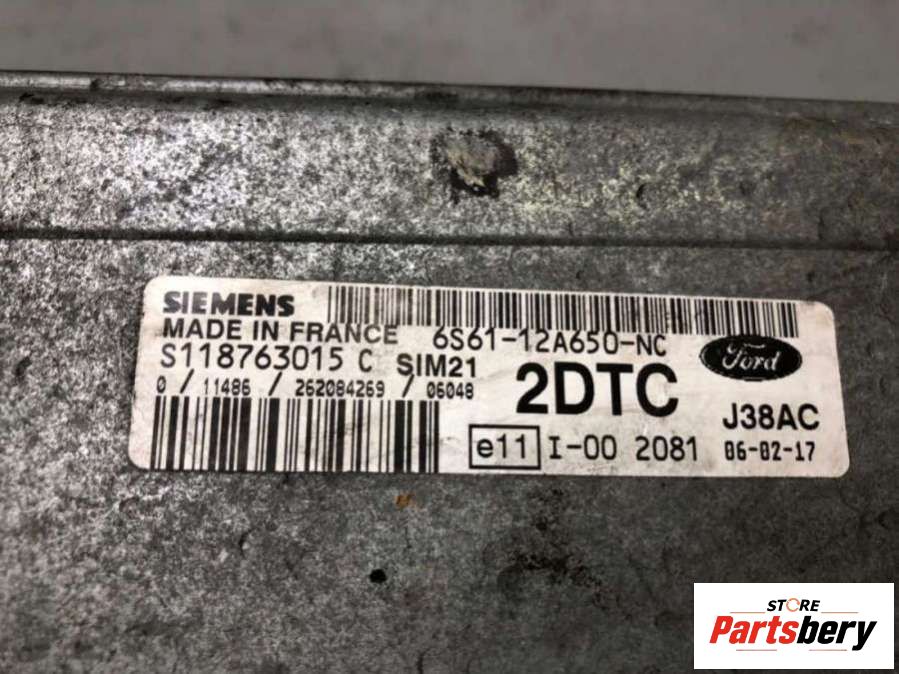 SIEMENS
MADE IN FRANCE 6S61-12A650-NC
S118763015 C SIM21
0 / 11486 / 262084269 / 06048
2DTC
Ford
J38AC
e11 I-00 2081 06-02-17
STORE
Partsbery